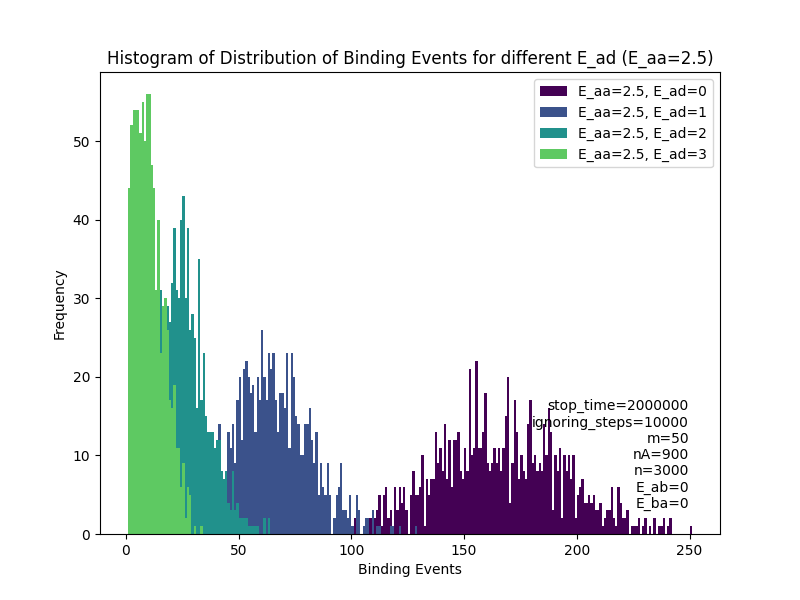 Histogram of Distribution of Binding Events for different E_ad (E_aa=2.5)
E_aa=2.5, E_ad=0
E_aa=2.5, E_ad=1
E_aa=2.5, E_ad=2
E_aa=2.5, E_ad=3
50
40
30
20
10
0
Frequency
stop_time=2000000
ignoring_steps=10000
m=50
nA=900
n=3000
E_ab=0
E_ba=0
0 50 100 150 200 250
Binding Events